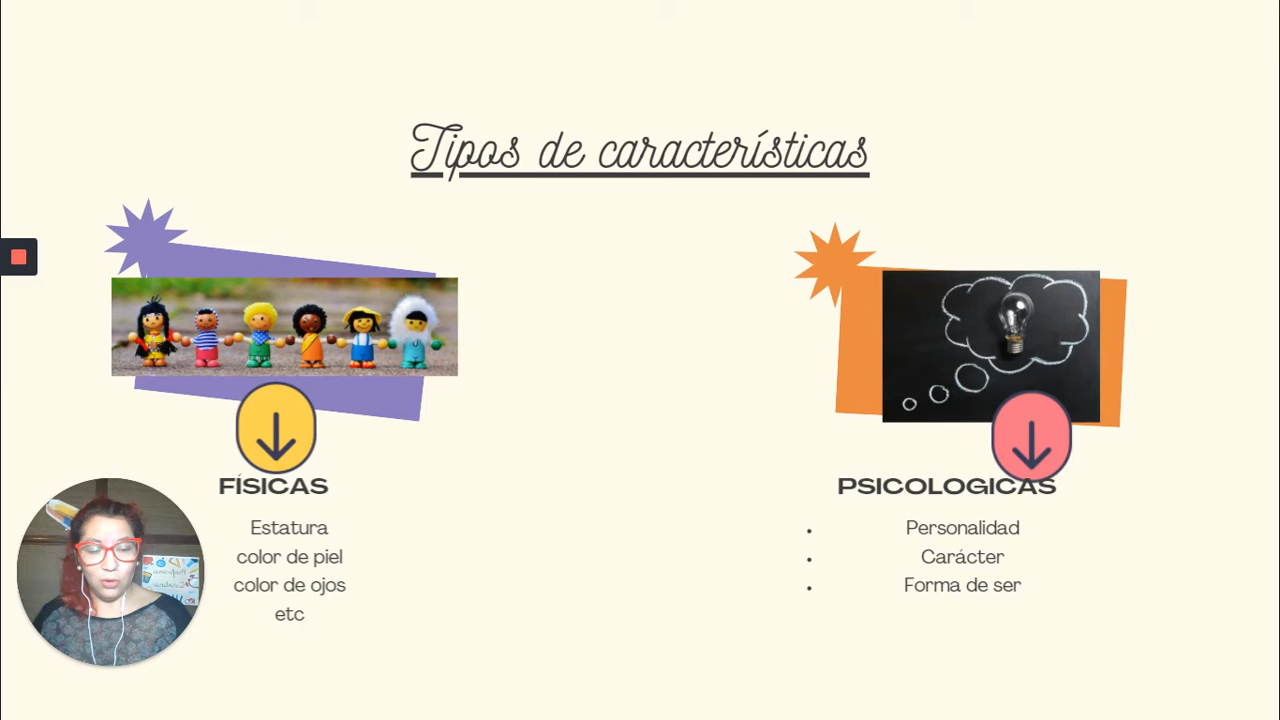 Tipos de características
FÍSICAS
Estatura
color de piel
color de ojos
etc
PSICOLOGICAS
Personalidad
Carácter
Forma de ser